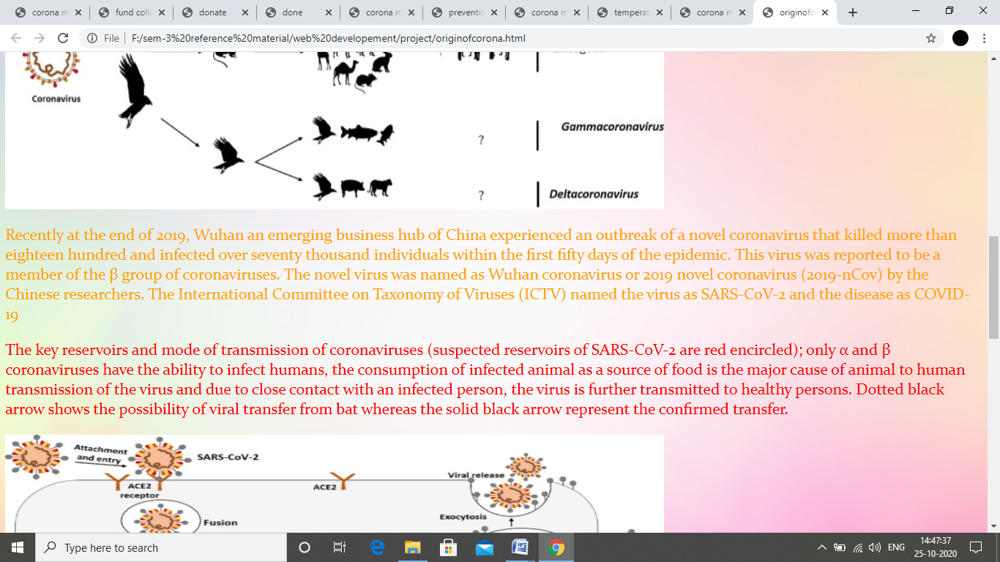 corona m
fund coll
donate
done
corona m
preventic
corona m
temperat
corona m
originofc
File
F:/sem-3%20reference%20material/web%20developement/project/originofcorona.html
Coronavirus
Gammacoronavirus
?
?
Deltacoronavirus
Recently at the end of 2019, Wuhan an emerging business hub of China experienced an outbreak of a novel coronavirus that killed more than
eighteen hundred and infected over seventy thousand individuals within the first fifty days of the epidemic. This virus was reported to be a
member of the β group of coronaviruses. The novel virus was named as Wuhan coronavirus or 2019 novel coronavirus (2019-nCov) by the
Chinese researchers. The International Committee on Taxonomy of Viruses (ICTV) named the virus as SARS-CoV-2 and the disease as COVID-
19
The key reservoirs and mode of transmission of coronaviruses (suspected reservoirs of SARS-CoV-2 are red encircled); only α and β
coronaviruses have the ability to infect humans, the consumption of infected animal as a source of food is the major cause of animal to human
transmission of the virus and due to close contact with an infected person, the virus is further transmitted to healthy persons. Dotted black
arrow shows the possibility of viral transfer from bat whereas the solid black arrow represent the confirmed transfer.
Attachment
and entry
SARS-CoV-2
ACE2
receptor
ACE2
Viral release
Fusion
Exocytosis
Type here to search
ENG
14:47:37
25-10-2020